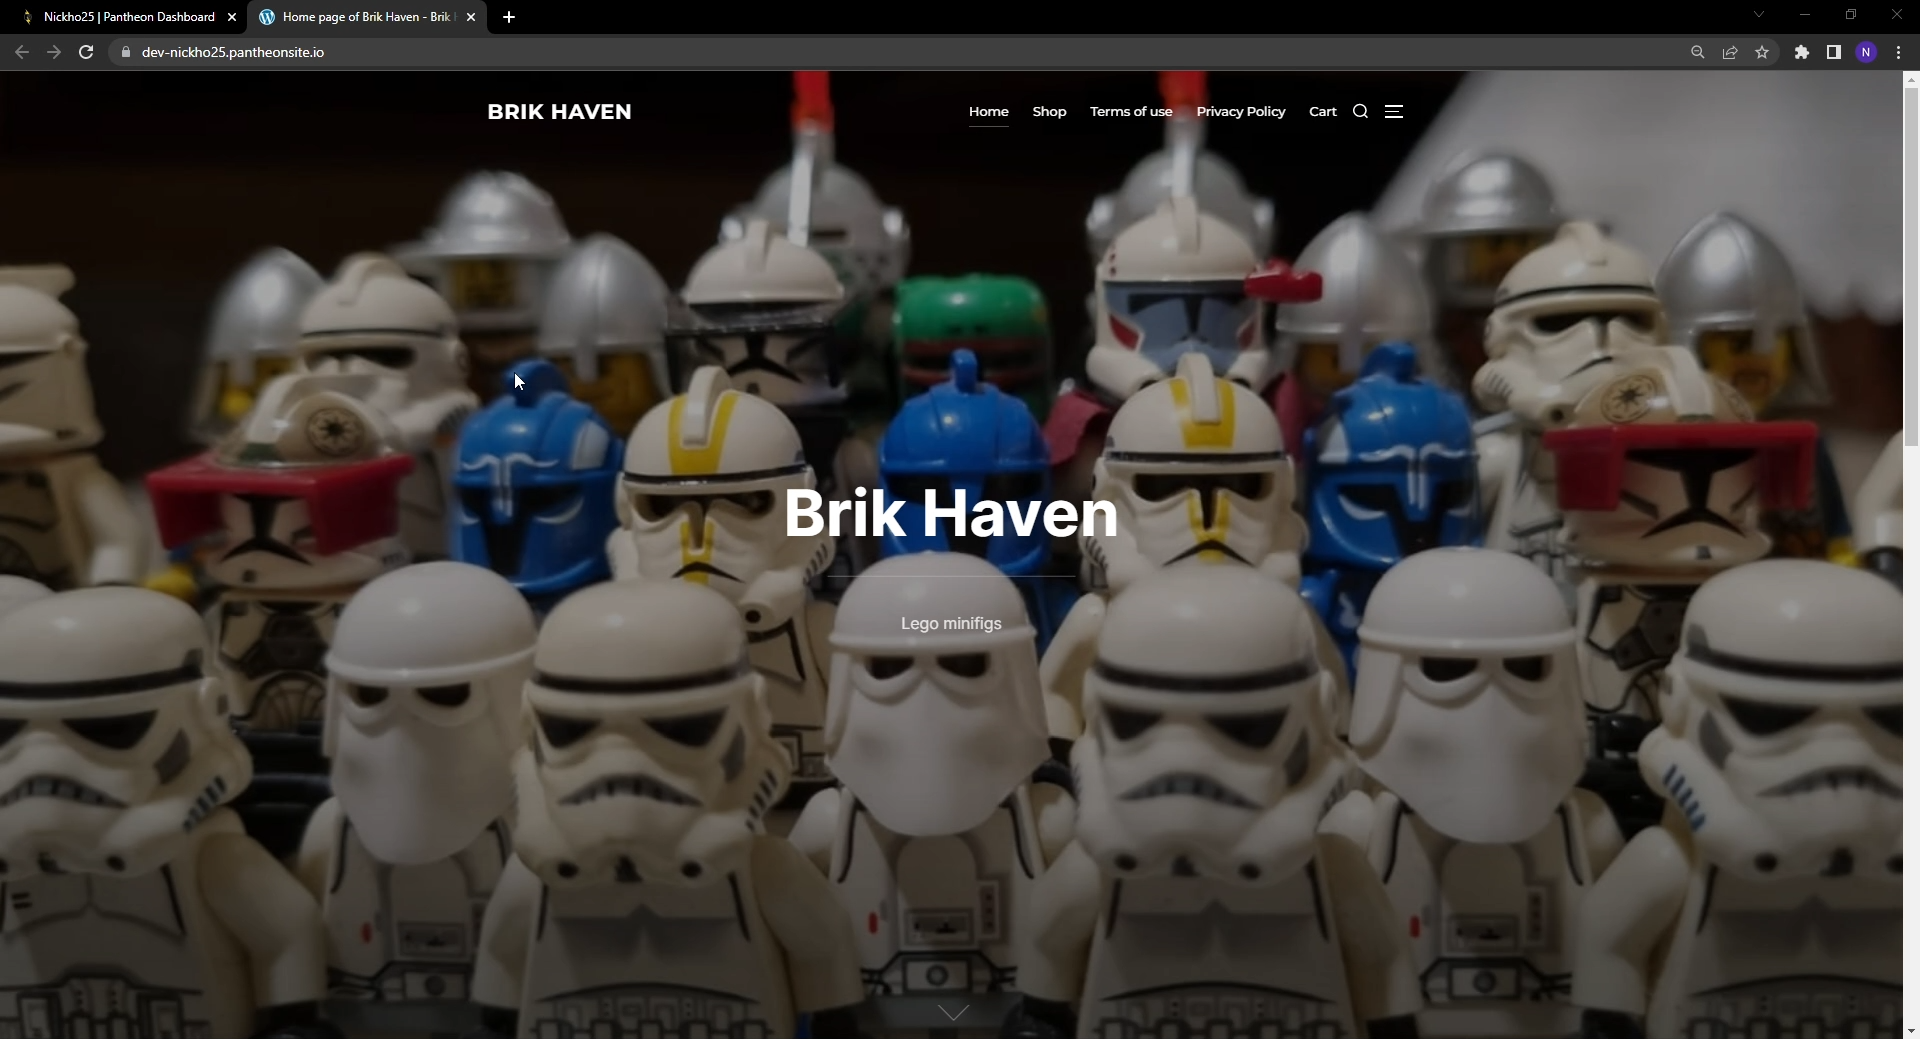 Nickho25 | Pantheon Dashboard
Home page of Brik Haven - Brik
dev-nickho25.pantheonsite.io
N
BRIK HAVEN
Home
Shop
Terms of use
Privacy Policy
Cart
Brik Haven
Lego minifigs